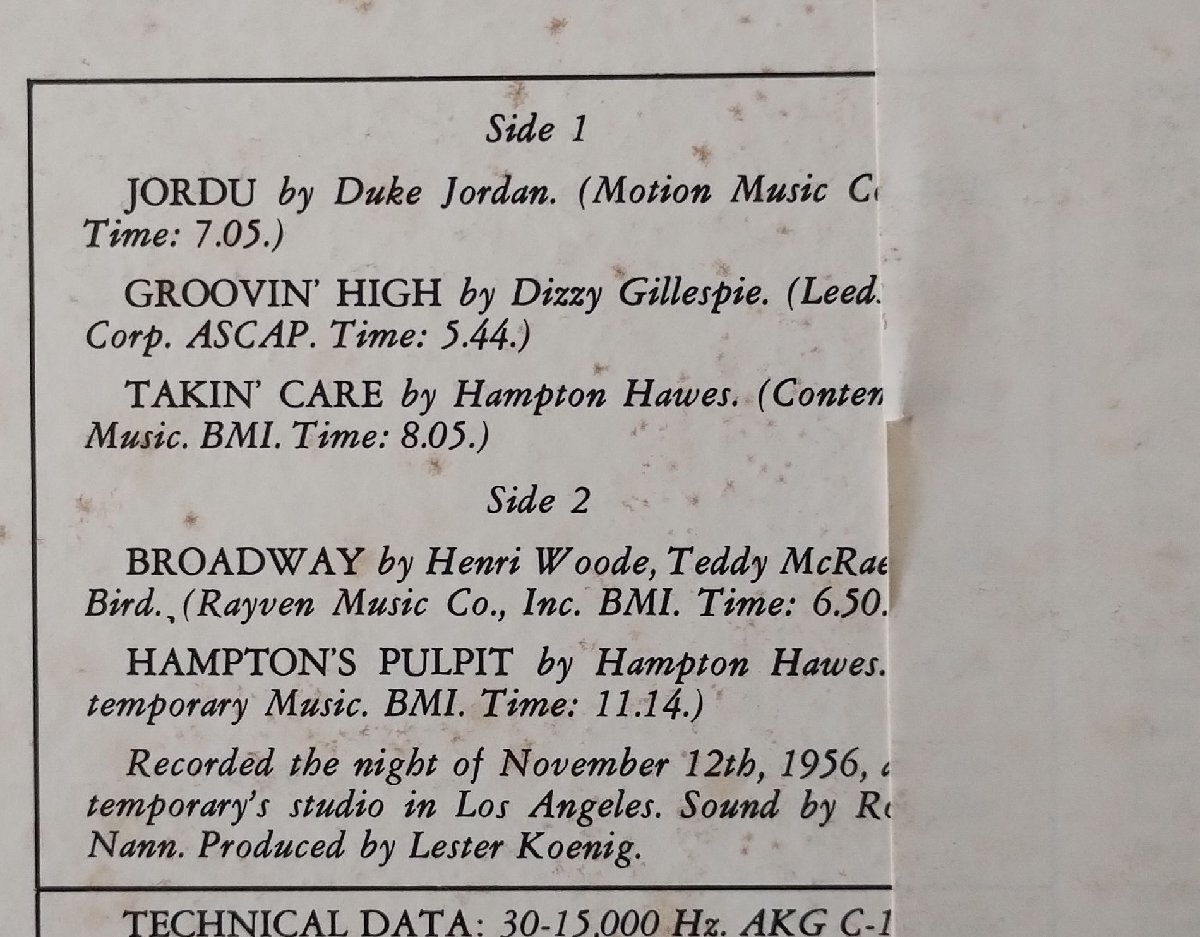 Side 1
JORDU by Duke Jordan. (Motion Music
Time: 7.05.)
GROOVIN' HIGH by Dizzy Gillespie. (Leeds
Corp. ASCAP. Time: 5.44.)
TAKIN' CARE by Hampton Hawes. (Contem
Music. BMI. Time: 8.05.)
Side 2
BROADWAY by Henri Woode, Teddy McRae
Bird. (Rayven Music Co., Inc. BMI. Time: 6.50.
HAMPTON'S PULPIT by Hampton Hawes.
temporary Music. BMI. Time: 11.14.)
Recorded the night of November 12th, 1956,
temporary's studio in Los Angeles. Sound by
Nann. Produced by Lester Koenig.
TECHNICAL DATA: 30-15,000 Hz. AKG C-1